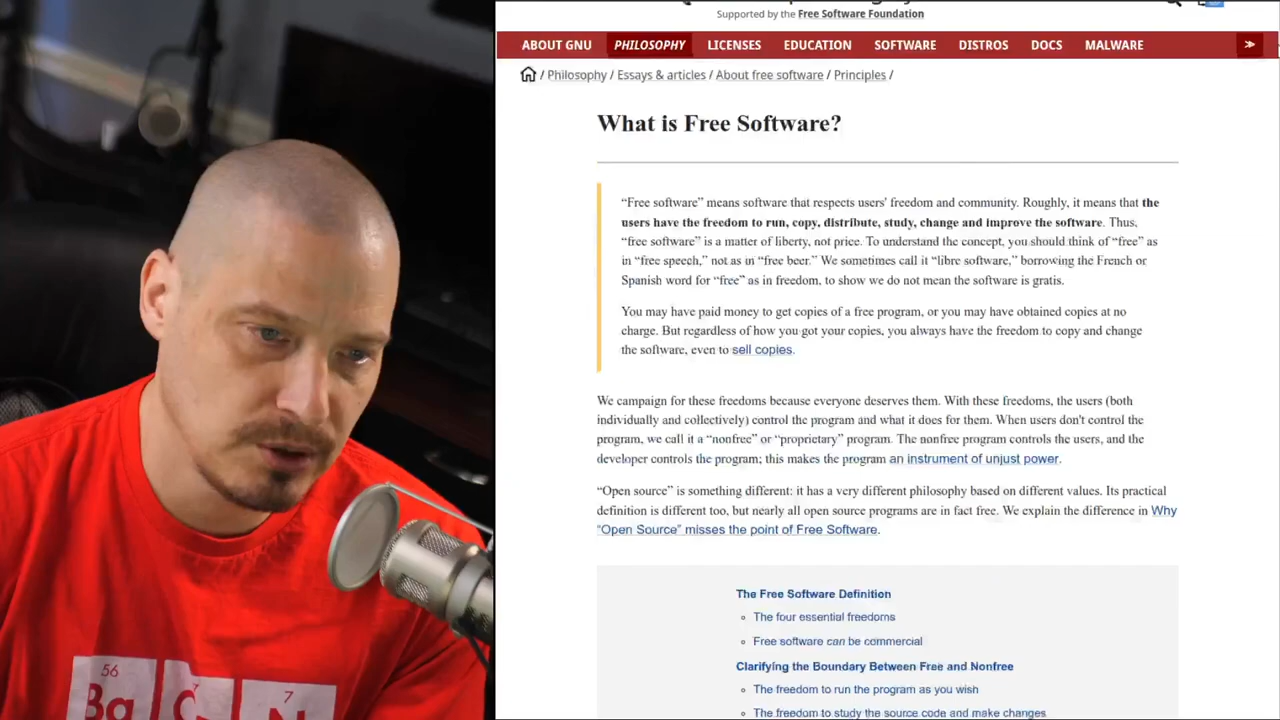 Supported by the Free Software Foundation
ABOUT GNU PHILOSOPHY LICENSES EDUCATION SOFTWARE DISTROS DOCS MALWARE
/ Philosophy / Essays & articles / About free software / Principles /
What is Free Software?
“Free software” means software that respects users' freedom and community. Roughly, it means that the
users have the freedom to run, copy, distribute, study, change and improve the software. Thus,
“free software” is a matter of liberty, not price. To understand the concept, you should think of “free” as
in “free speech,” not as in “free beer.” We sometimes call it “libre software,” borrowing the French or
Spanish word for “free” as in freedom, to show we do not mean the software is gratis.
You may have paid money to get copies of a free program, or you may have obtained copies at no
charge. But regardless of how you got your copies, you always have the freedom to copy and change
the software, even to sell copies.
We campaign for these freedoms because everyone deserves them. With these freedoms, the users (both
individually and collectively) control the program and what it does for them. When users don't control the
program, we call it a “nonfree” or “proprietary” program. The nonfree program controls the users, and the
developer controls the program; this makes the program an instrument of unjust power.
“Open source” is something different: it has a very different philosophy based on different values. Its practical
definition is different too, but nearly all open source programs are in fact free. We explain the difference in Why
“Open Source” misses the point of Free Software.
The Free Software Definition
The four essential freedoms
Free software can be commercial
Clarifying the Boundary Between Free and Nonfree
The freedom to run the program as you wish
The freedom to study the source code and make changes
56
7
Ba C N